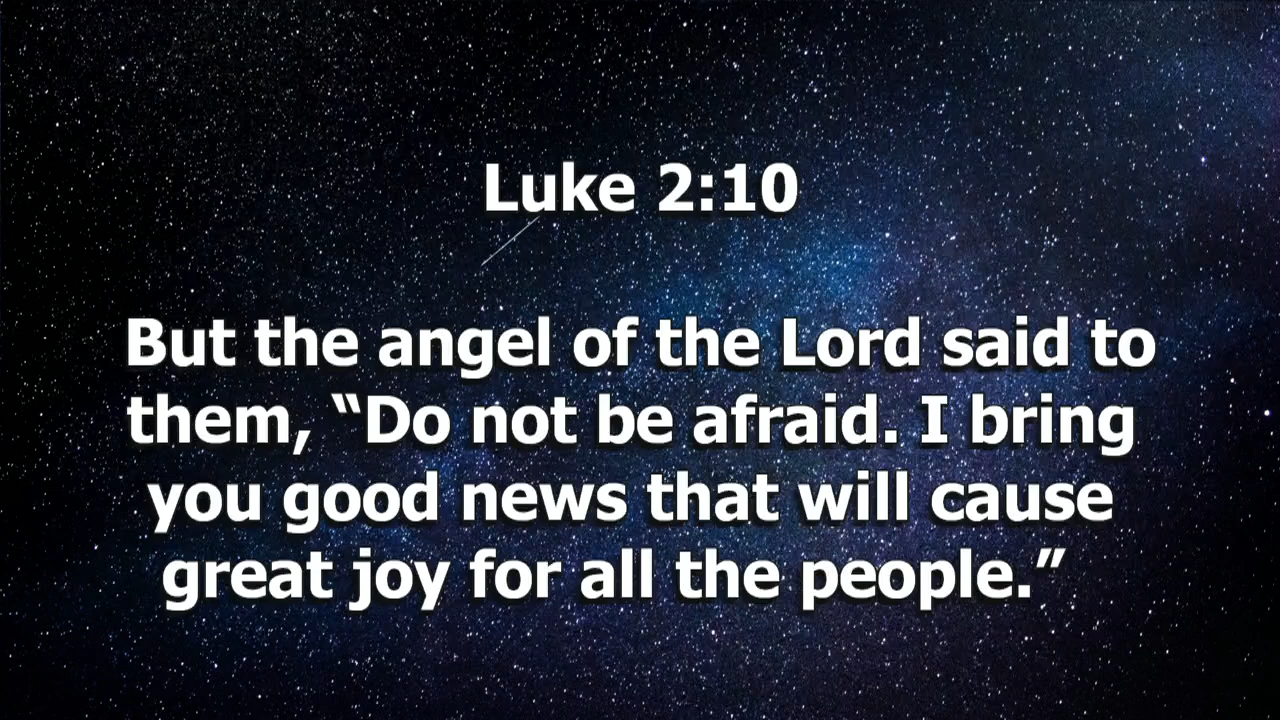 Luke 2:10
But the angel of the Lord said to
them, “Do not be afraid. I bring
you good news that will cause
great joy for all the people.”